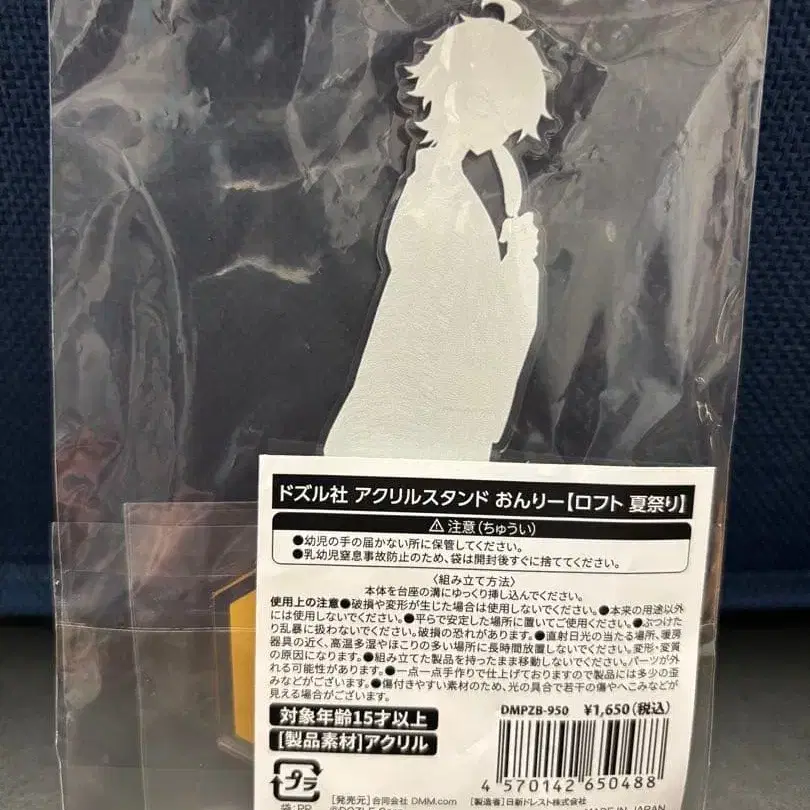 ドズル社 アクリルスタンド おんりー【ロフト 夏祭り】
⚠ 注意(ちゅうい)
●幼児の手の届かない所に保管してください。
●乳幼児窒息事故防止のため、袋は開封後すぐに捨ててください。
〈組み立て方法〉
本体を台座の溝にゆっくり挿し込んでください。
使用上の注意●破損や変形が生じた場合は使用しないでください。●本来の用途以外
には使用しないでください。●平らで安定した場所に置いてご使用ください。●ぶつけた
り乱暴に扱わないでください。破損の恐れがあります。●直射日光の当たる場所、暖房
器具の近く、高温多湿やほこりの多い場所に長時間放置しないでください。変形・変質
の原因になります。●組み立てた製品を持ったまま移動しないでください。パーツが外
れる可能性があります。●一点一点手作りで仕上げておりますので製品には多少の歪
みなどがございます。●傷付きやすい素材のため、光の具合で若干の傷やへこみなどが
見える場合がございます。
対象年齢15才以上
[製品素材]アクリル
DMPZB-950 ¥1,650(税込)
4 570142 650488
プラ
袋:PP
[発売元]合同会社 DMM.com [製造者]日新ドレスト株式会社
©DOZLE
MADE IN JAPAN